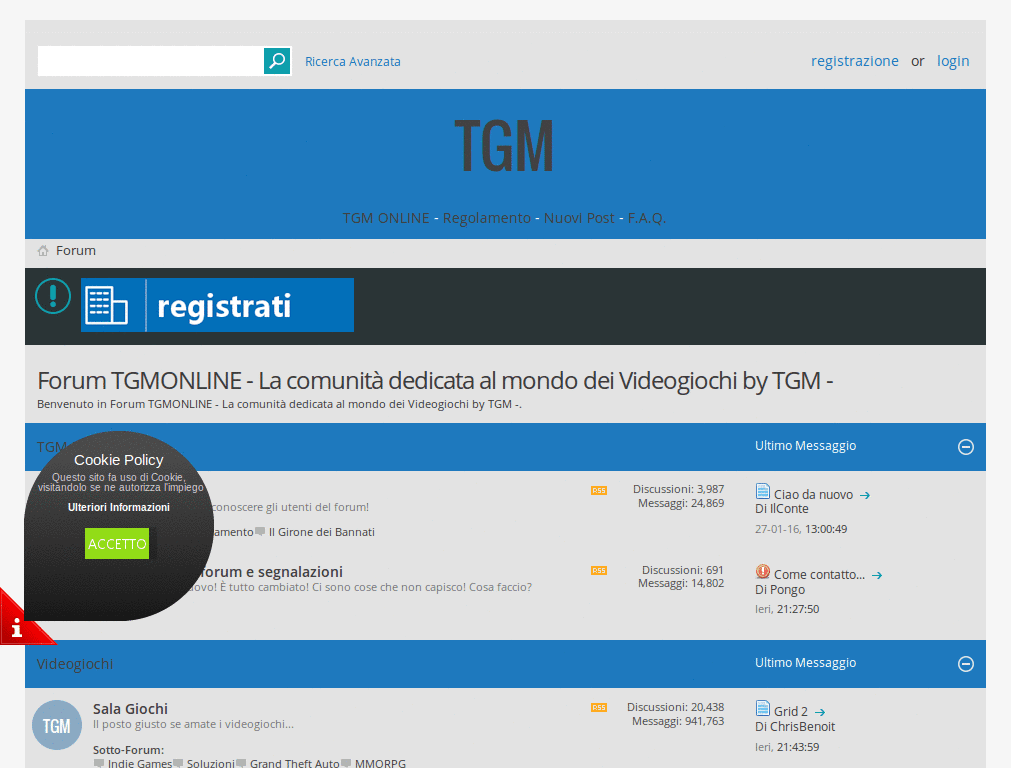 Ricerca Avanzata
registrazione or login
TGM
TGM ONLINE - Regolamento - Nuovi Post - F.A.Q.
Forum
registrati
Forum TGMONLINE - La comunità dedicata al mondo dei Videogiochi by TGM -
Benvenuto in Forum TGMONLINE - La comunità dedicata al mondo dei Videogiochi by TGM -.
TGM
Ultimo Messaggio
Cookie Policy
Questo sito fa uso di Cookie,
visitandolo se ne autorizza l'impiego
Ulteriori Informazioni
ACCETTO
i
conoscere gli utenti del forum!
Il Girone dei Bannati
RSS
Discussioni: 3,987
Messaggi: 24,869
Ciao da nuovo
Di IlConte
27-01-16, 13:00:49
forum e segnalazioni
È tutto cambiato! Ci sono cose che non capisco! Cosa faccio?
RSS
Discussioni: 691
Messaggi: 14,802
Come contatto...
Di Pongo
Ieri, 21:27:50
Videogiochi
Ultimo Messaggio
TGM
Sala Giochi
Il posto giusto se amate i videogiochi...
Sotto-Forum:
Indie Games Soluzioni Grand Theft Auto MMORPG
RSS
Discussioni: 20,438
Messaggi: 941,763
Grid 2
Di ChrisBenoit
Ieri, 21:43:59